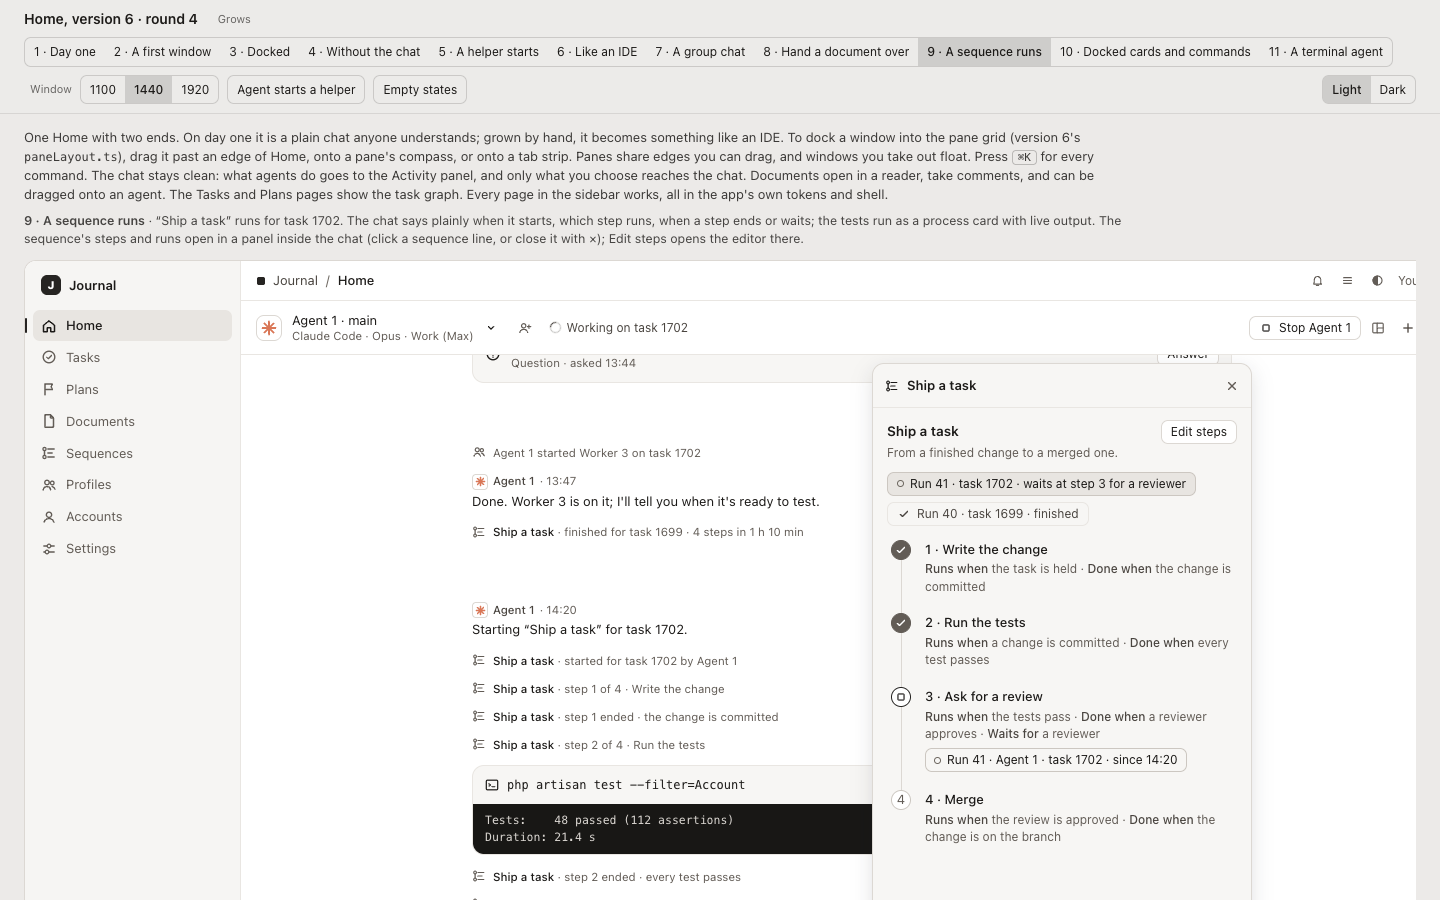 Home, version 6 · round 4 Grows
1 · Day one 2 · A first window 3 · Docked 4 · Without the chat 5 · A helper starts 6 · Like an IDE 7 · A group chat 8 · Hand a document over 9 · A sequence runs 10 · Docked cards and commands 11 · A terminal agent
Window 1100 1440 1920 Agent starts a helper Empty states Light Dark
One Home with two ends. On day one it is a plain chat anyone understands; grown by hand, it becomes something like an IDE. To dock a window into the pane grid (version 6's
paneLayout.ts), drag it past an edge of Home, onto a pane's compass, or onto a tab strip. Panes share edges you can drag, and windows you take out float. Press ⌘K for every
command. The chat stays clean: what agents do goes to the Activity panel, and only what you choose reaches the chat. Documents open in a reader, take comments, and can be
dragged onto an agent. The Tasks and Plans pages show the task graph. Every page in the sidebar works, all in the app's own tokens and shell.
9 · A sequence runs · “Ship a task” runs for task 1702. The chat says plainly when it starts, which step runs, when a step ends or waits; the tests run as a process card with live output. The
sequence's steps and runs open in a panel inside the chat (click a sequence line, or close it with ×); Edit steps opens the editor there.
J Journal
Home
Tasks
Plans
Documents
Sequences
Profiles
Accounts
Settings
Journal / Home
You
Agent 1 · main
Claude Code · Opus · Work (Max)
Working on task 1702
Stop Agent 1
Question · asked 13:44
Answer
Agent 1 started Worker 3 on task 1702
Agent 1 · 13:47
Done. Worker 3 is on it; I'll tell you when it's ready to test.
Ship a task · finished for task 1699 · 4 steps in 1 h 10 min
Agent 1 · 14:20
Starting “Ship a task” for task 1702.
Ship a task · started for task 1702 by Agent 1
Ship a task · step 1 of 4 · Write the change
Ship a task · step 1 ended · the change is committed
Ship a task · step 2 of 4 · Run the tests
php artisan test --filter=Account
Tests: 48 passed (112 assertions)
Duration: 21.4 s
Ship a task · step 2 ended · every test passes
Ship a task
Ship a task
Edit steps
From a finished change to a merged one.
Run 41 · task 1702 · waits at step 3 for a reviewer
Run 40 · task 1699 · finished
1 · Write the change
Runs when the task is held · Done when the change is
committed
2 · Run the tests
Runs when a change is committed · Done when every
test passes
3 · Ask for a review
Runs when the tests pass · Done when a reviewer
approves · Waits for a reviewer
Run 41 · Agent 1 · task 1702 · since 14:20
4 4 · Merge
Runs when the review is approved · Done when the
change is on the branch